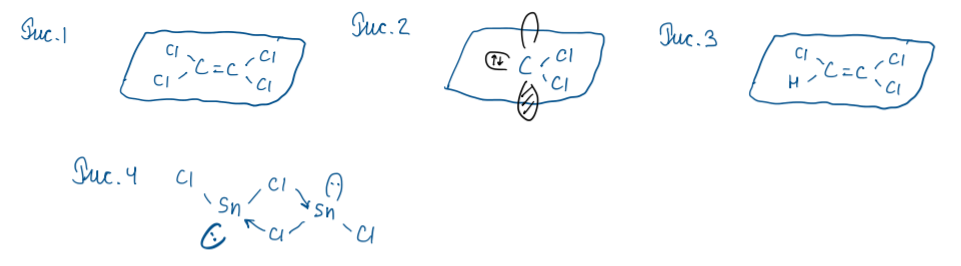 Рис.1
Cl Cl
C=C
Cl Cl
Рис.2
↑↓ C Cl
Cl
Рис.3
Cl Cl
C=C
H Cl
Рис.4
Cl Cl
Sn Sn
Cl Cl